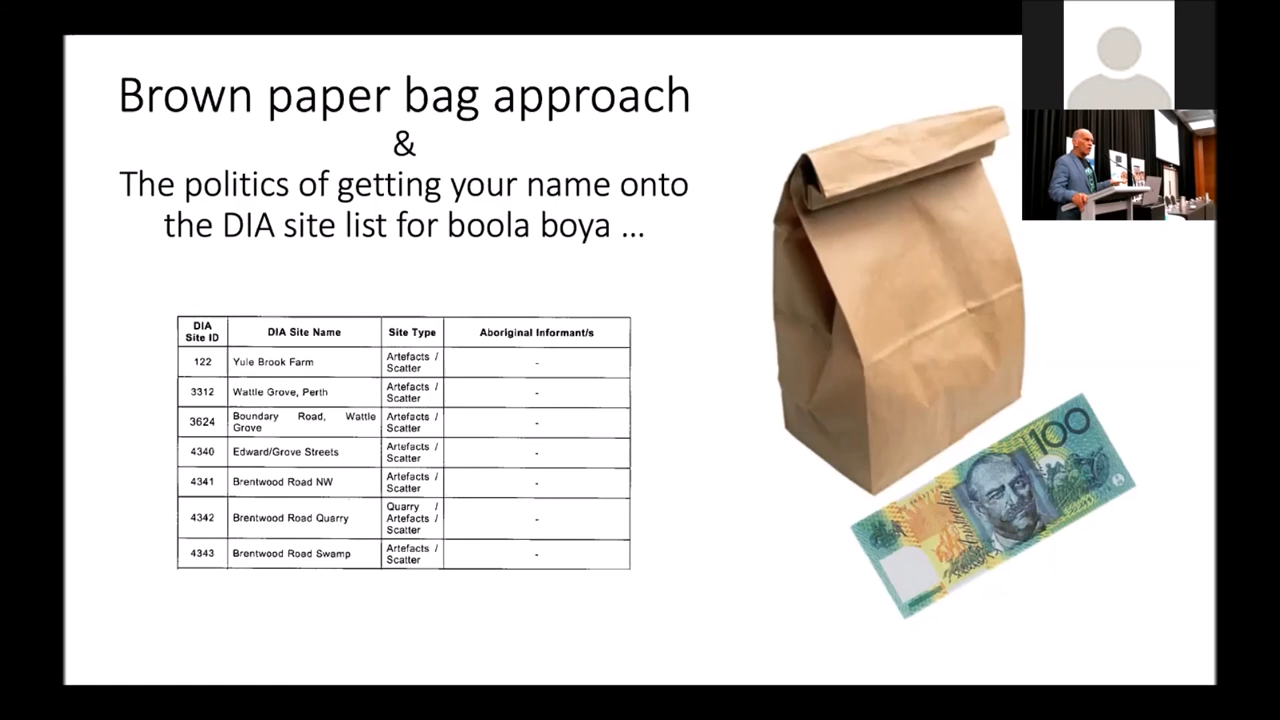 Brown paper bag approach
&
The politics of getting your name onto
the DIA site list for boola boya ...
DIA Site ID | DIA Site Name | Site Type | Aboriginal Informant/s
122 | Yule Brook Farm | Artefacts / Scatter | -
3312 | Wattle Grove, Perth | Artefacts / Scatter | -
3624 | Boundary Road, Wattle Grove | Artefacts / Scatter | -
4340 | Edward/Grove Streets | Artefacts / Scatter | -
4341 | Brentwood Road NW | Artefacts / Scatter | -
4342 | Brentwood Road Quarry | Quarry / Artefacts / Scatter | -
4343 | Brentwood Road Swamp | Artefacts / Scatter | -
100
Australia